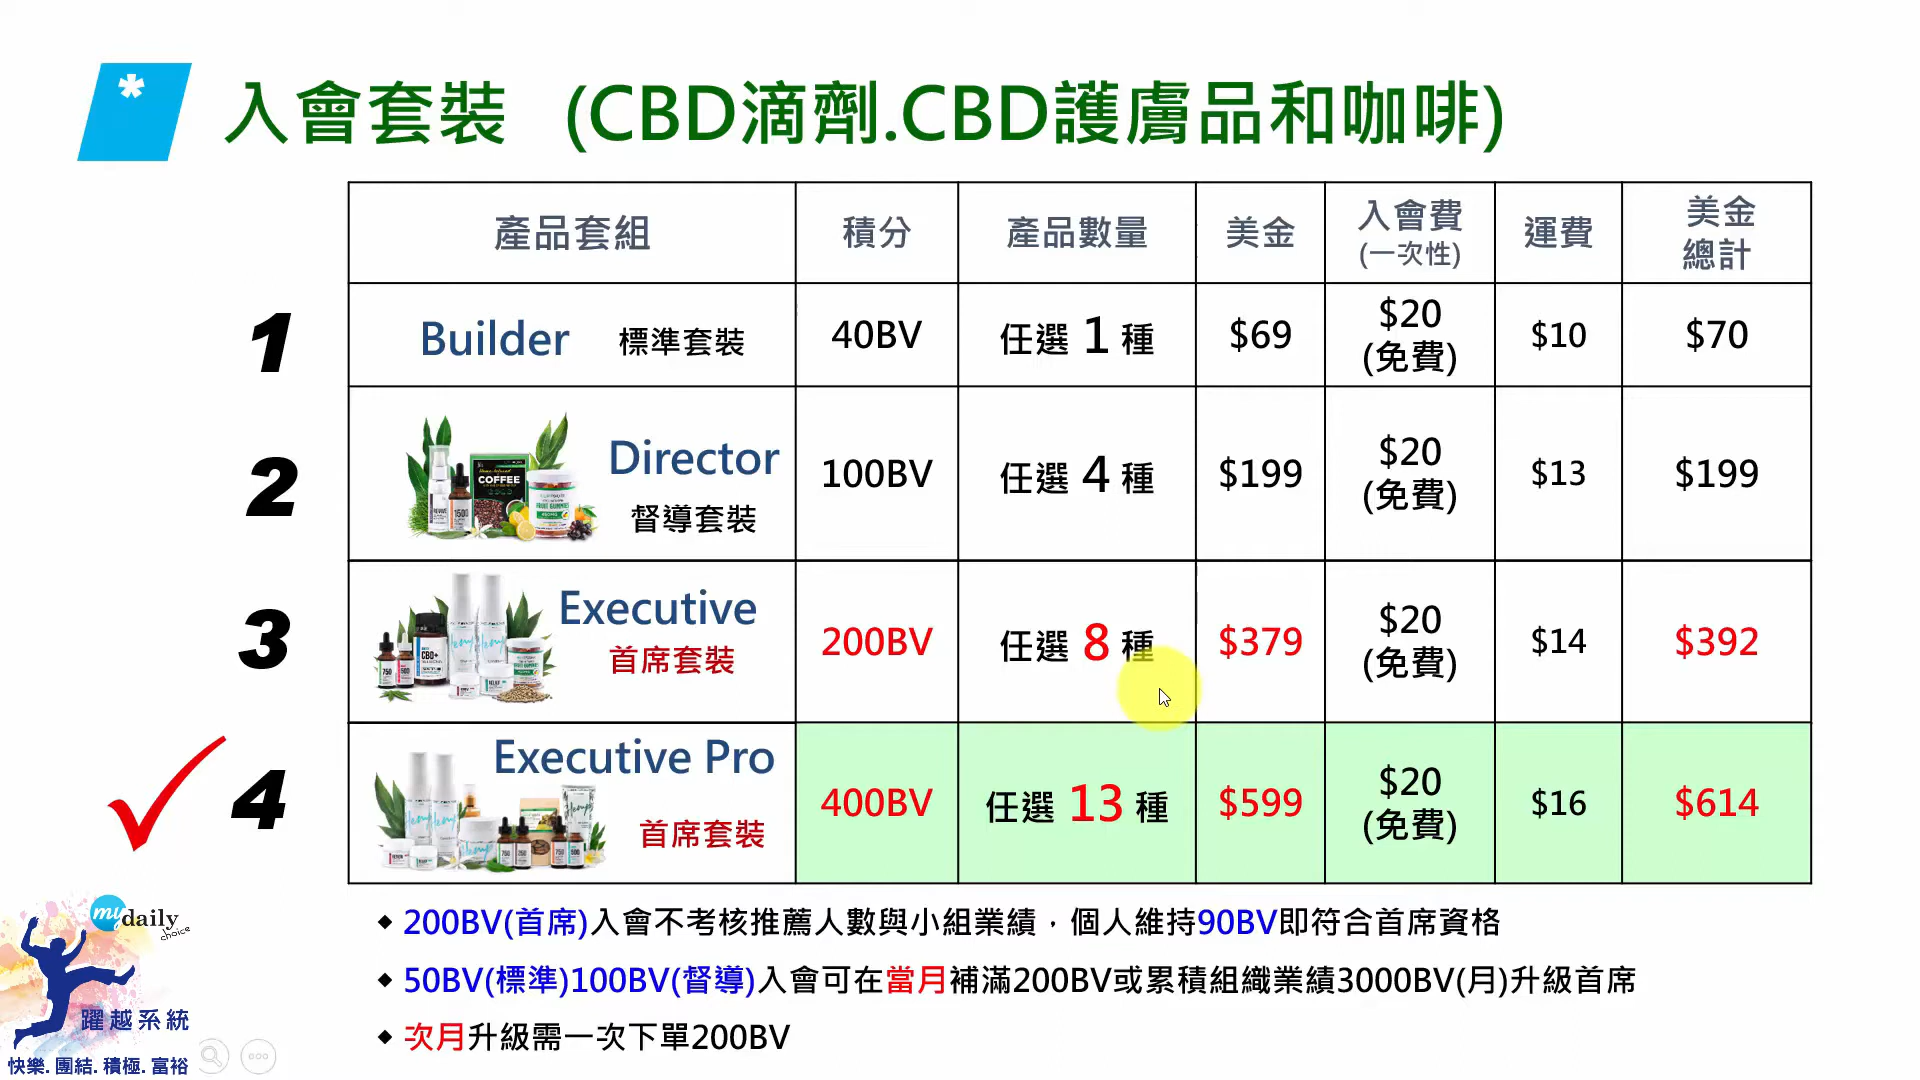 *
入會套裝 (CBD滴劑.CBD護膚品和咖啡)
產品套組 積分 產品數量 美金 入會費 (一次性) 運費 美金 總計
1 Builder 標準套裝 40BV 任選 1 種 $69 $20 (免費) $10 $70
2 Director 督導套裝 100BV 任選 4 種 $199 $20 (免費) $13 $199
COFFEE
3 Executive 首席套裝 200BV 任選 8 種 $379 $20 (免費) $14 $392
CBD+
4 Executive Pro 首席套裝 400BV 任選 13 種 $599 $20 (免費) $16 $614
◆ 200BV(首席)入會不考核推薦人數與小組業績，個人維持90BV即符合首席資格
◆ 50BV(標準)100BV(督導)入會可在當月補滿200BV或累積組織業績3000BV(月)升級首席
◆ 次月升級需一次下單200BV
my daily choice
躍越系統
快樂. 團結. 積極. 富裕